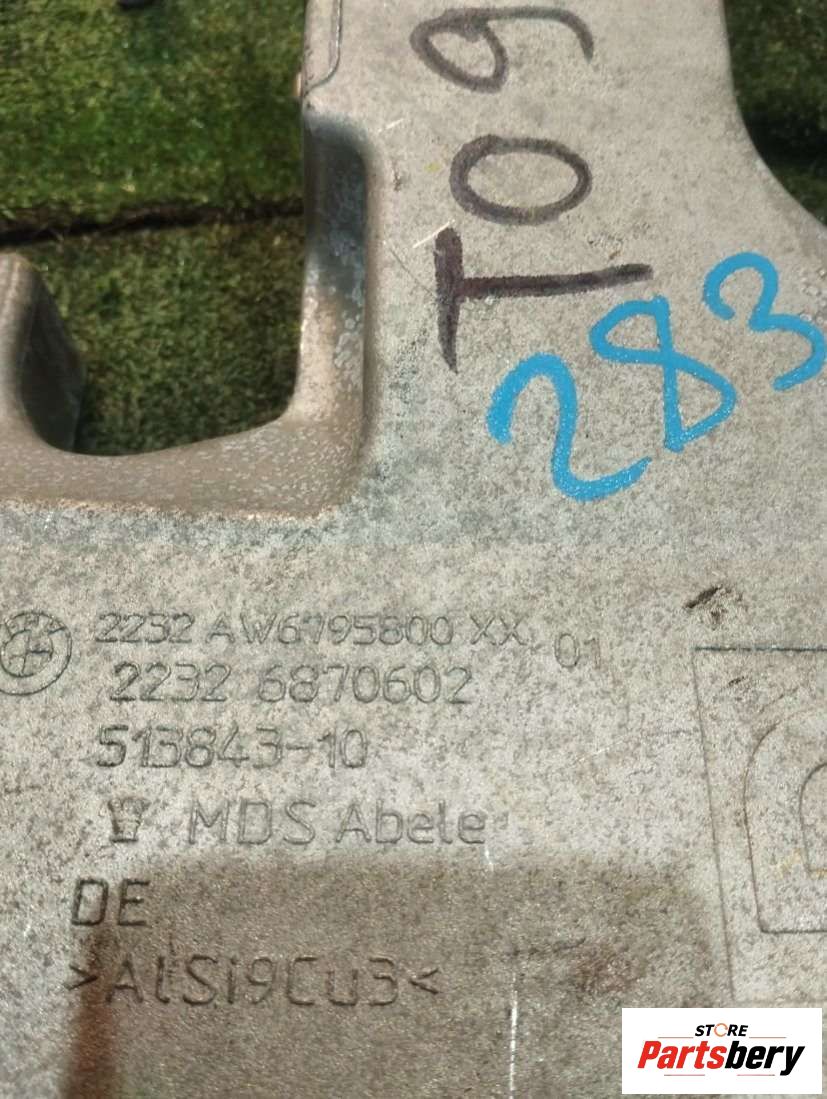 T09
283
2232 AW6795800 XX 01
2232 6870602
513843-10
MDS Abele
DE
>AlSi9Cu3<
STORE
Partsbery